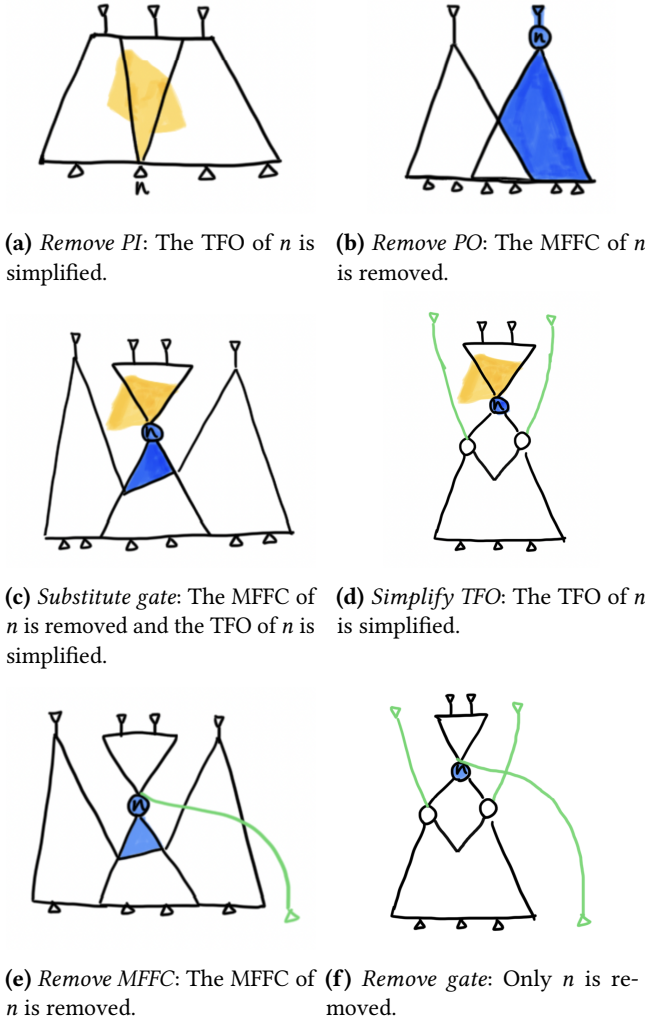 n
n
(a) Remove PI: The TFO of n is
simplified.
(b) Remove PO: The MFFC of n
is removed.
n
n
(c) Substitute gate: The MFFC of
n is removed and the TFO of n is
simplified.
(d) Simplify TFO: The TFO of n
is simplified.
n
n
(e) Remove MFFC: The MFFC of
n is removed.
(f) Remove gate: Only n is re-
moved.